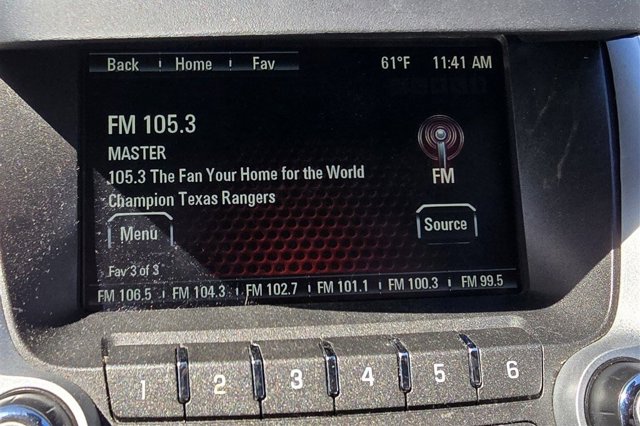 Back Home Fav 61°F 11:41 AM
FM 105.3
MASTER
105.3 The Fan Your Home for the World
Champion Texas Rangers
FM
Menu
Source
Fav 3 of 3
FM 106.5 FM 104.3 FM 102.7 FM 101.1 FM 100.3 FM 99.5
1 2 3 4 5 6